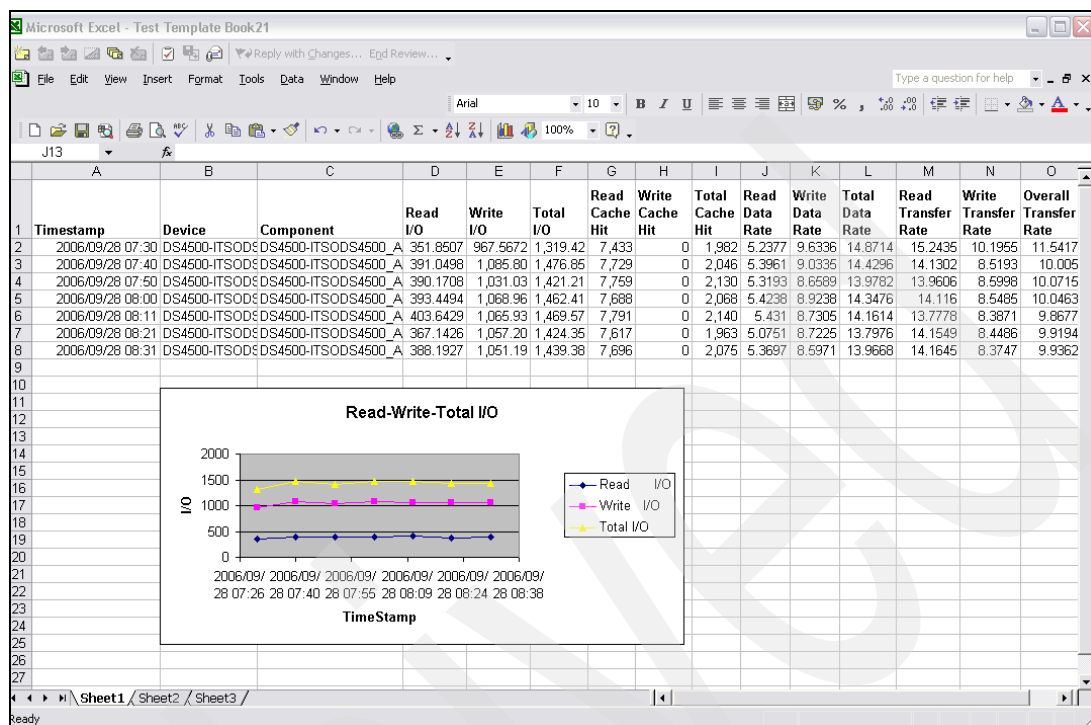 Microsoft Excel - Test Template Book21
Reply with Changes... End Review...
File Edit View Insert Format Tools Data Window Help Type a question for help
Arial 10 B I U % ,
100%
J13 fx
A B C D E F G H I J K L M N O
1 Timestamp Device Component Read I/O Write I/O Total I/O Read Cache Hit Write Cache Hit Total Cache Hit Read Data Rate Write Data Rate Total Data Rate Read Transfer Rate Write Transfer Rate Overall Transfer Rate
2 2006/09/28 07:30 DS4500-ITSODS DS4500-ITSODS4500_A 351.8507 967.5672 1,319.42 7,433 0 1,982 5.2377 9.6336 14.8714 15.2435 10.1955 11.5417
3 2006/09/28 07:40 DS4500-ITSODS DS4500-ITSODS4500_A 391.0498 1,085.80 1,476.85 7,729 0 2,046 5.3961 9.0335 14.4296 14.1302 8.5193 10.005
4 2006/09/28 07:50 DS4500-ITSODS DS4500-ITSODS4500_A 390.1708 1,031.03 1,421.21 7,759 0 2,130 5.3193 8.6589 13.9782 13.9606 8.5998 10.0715
5 2006/09/28 08:00 DS4500-ITSODS DS4500-ITSODS4500_A 393.4494 1,068.96 1,462.41 7,688 0 2,068 5.4238 8.9238 14.3476 14.116 8.5485 10.0463
6 2006/09/28 08:11 DS4500-ITSODS DS4500-ITSODS4500_A 403.6429 1,065.93 1,469.57 7,791 0 2,140 5.431 8.7305 14.1614 13.7778 8.3871 9.8677
7 2006/09/28 08:21 DS4500-ITSODS DS4500-ITSODS4500_A 367.1426 1,057.20 1,424.35 7,617 0 1,963 5.0751 8.7225 13.7976 14.1549 8.4486 9.9194
8 2006/09/28 08:31 DS4500-ITSODS DS4500-ITSODS4500_A 388.1927 1,051.19 1,439.38 7,696 0 2,075 5.3697 8.5971 13.9668 14.1645 8.3747 9.9362
9
10
11
12
13
14
15
16
17
18
19
20
21
22
23
24
25
26
27
Read-Write-Total I/O
2000
1500
1000
500
0
I/O
2006/09/ 2006/09/ 2006/09/ 2006/09/ 2006/09/ 2006/09/
28 07:26 28 07:40 28 07:55 28 08:09 28 08:24 28 08:38
TimeStamp
Read I/O
Write I/O
Total I/O
Sheet1 Sheet2 Sheet3
Ready